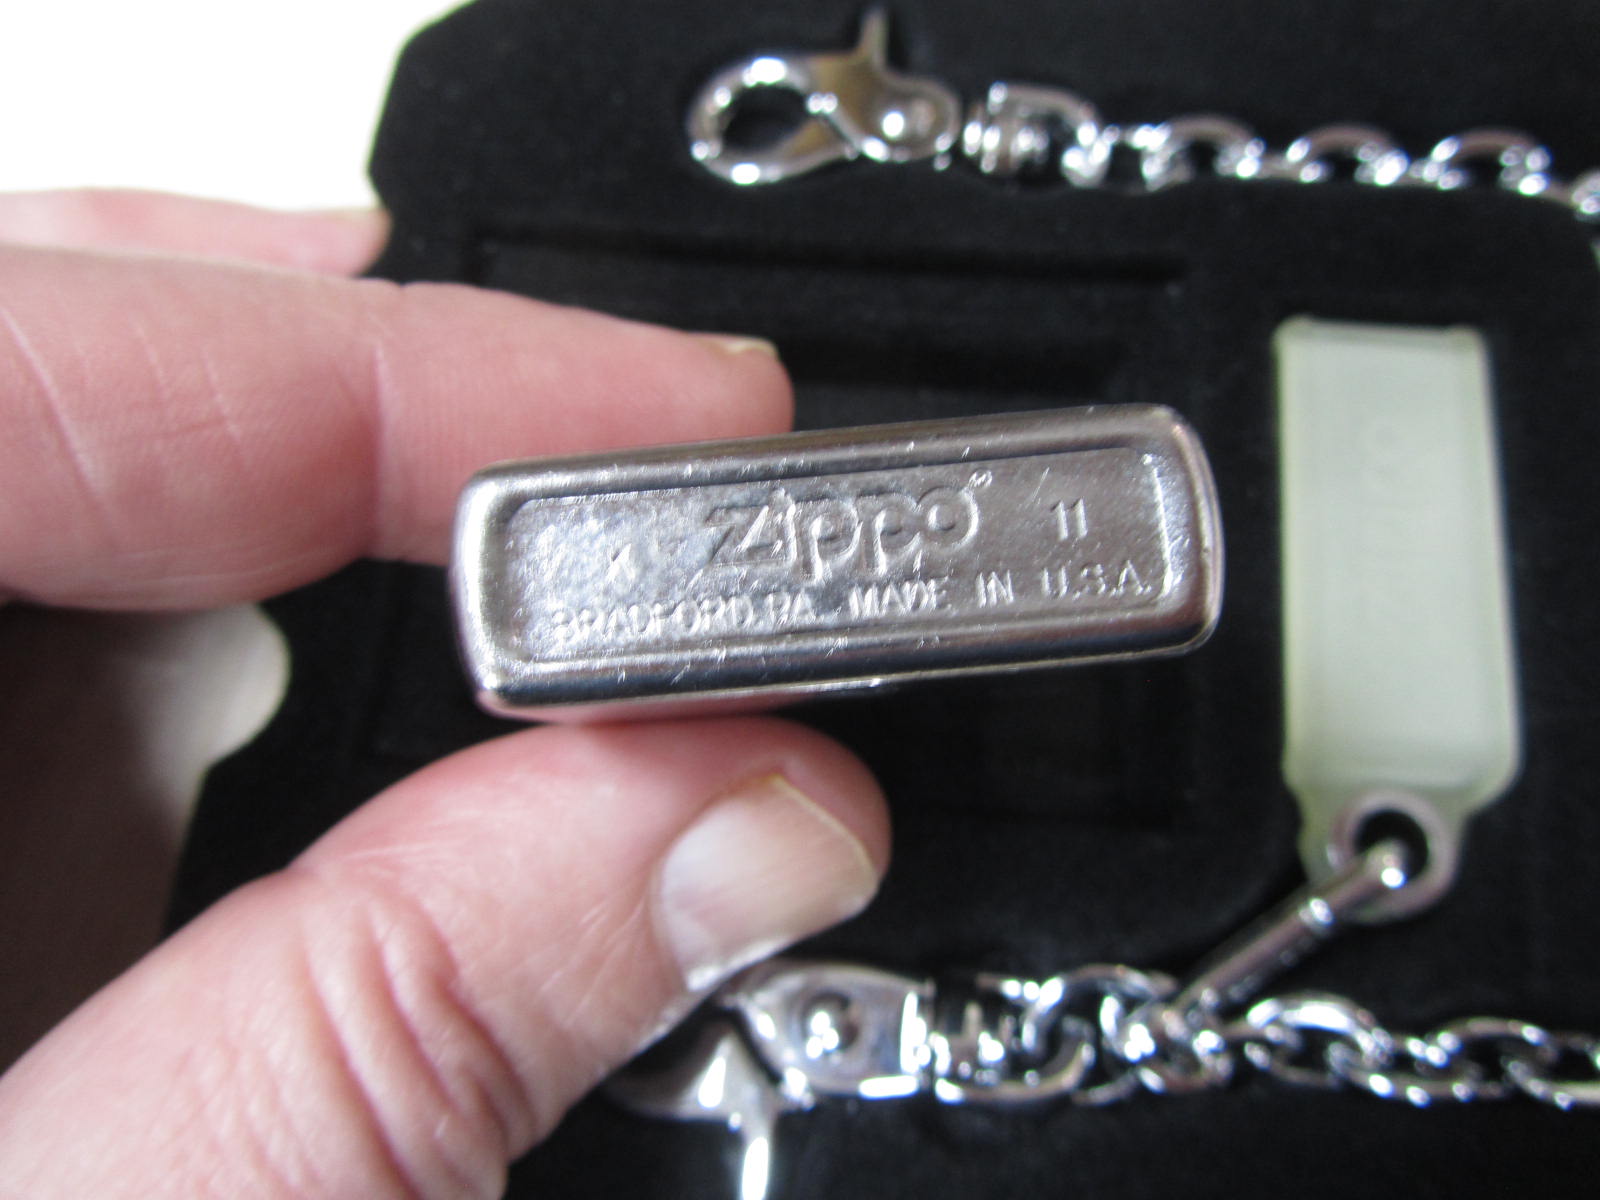 K Zippo® 11
BRADFORD, PA. MADE IN U.S.A.